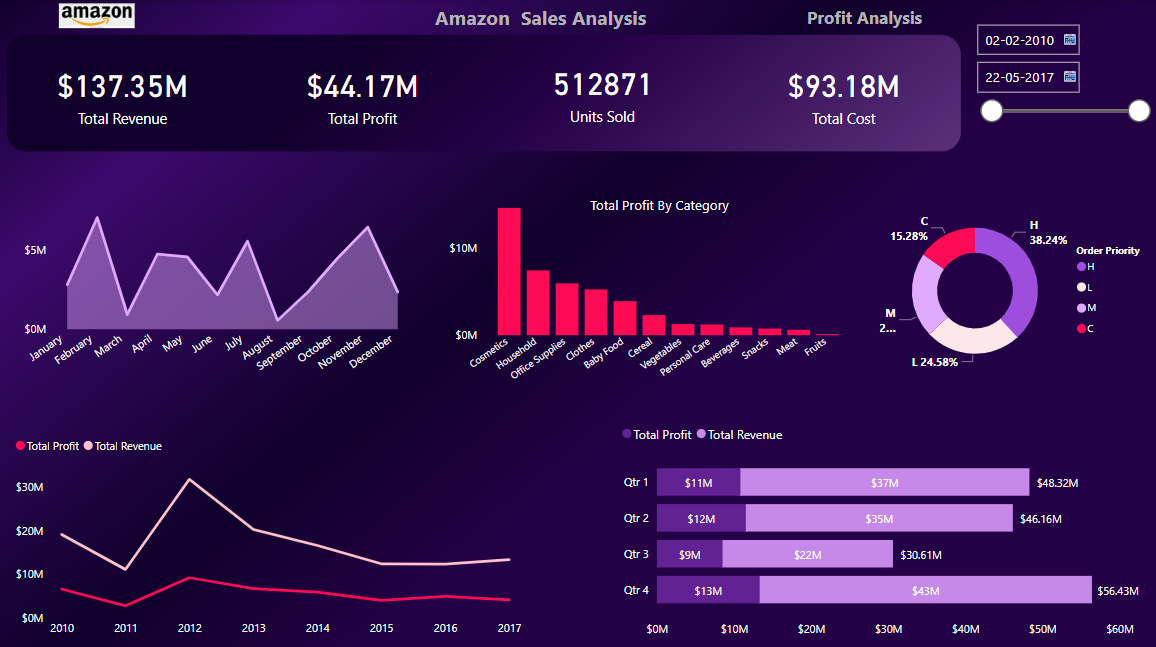 amazon
Amazon  Sales Analysis
Profit Analysis
02-02-2010
22-05-2017
$137.35M
Total Revenue
$44.17M
Total Profit
512871
Units Sold
$93.18M
Total Cost
$5M
$0M
January
February
March
April
May
June
July
August
September
October
November
December
Total Profit By Category
$10M
$0M
Cosmetics
Household
Office Supplies
Clothes
Baby Food
Cereal
Vegetables
Personal Care
Beverages
Snacks
Meat
Fruits
C
15.28%
H
38.24%
M
2...
L 24.58%
Order Priority
H
L
M
C
Total Profit Total Revenue
$30M
$20M
$10M
$0M
2010 2011 2012 2013 2014 2015 2016 2017
Total Profit Total Revenue
Qtr 1 $11M $37M $48.32M
Qtr 2 $12M $35M $46.16M
Qtr 3 $9M $22M $30.61M
Qtr 4 $13M $43M $56.43M
$0M $10M $20M $30M $40M $50M $60M